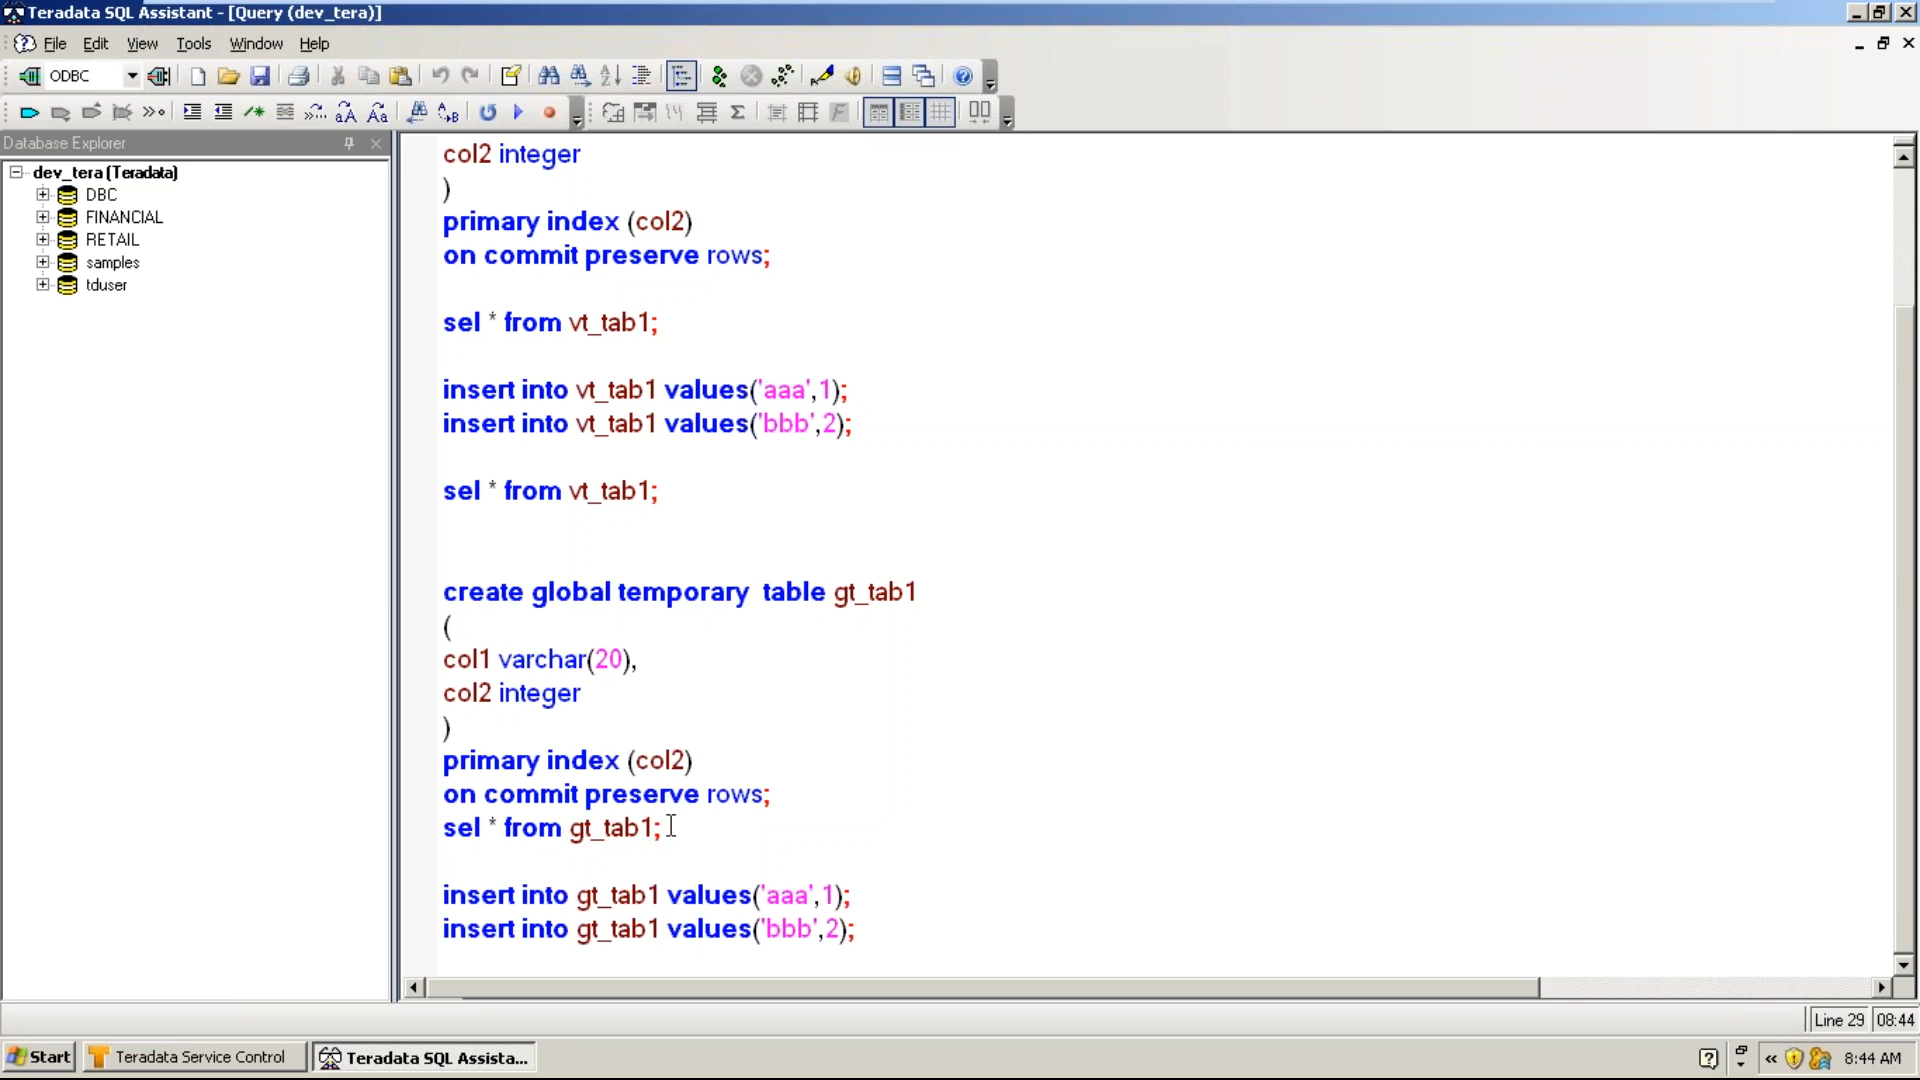 Teradata SQL Assistant - [Query (dev_tera)]
File Edit View Tools Window Help
ODBC
Database Explorer
dev_tera (Teradata)
DBC
FINANCIAL
RETAIL
samples
tduser
col2 integer
)
primary index (col2)
on commit preserve rows;
sel * from vt_tab1;
insert into vt_tab1 values('aaa',1);
insert into vt_tab1 values('bbb',2);
sel * from vt_tab1;
create global temporary  table gt_tab1
(
col1 varchar(20),
col2 integer
)
primary index (col2)
on commit preserve rows;
sel * from gt_tab1;
insert into gt_tab1 values('aaa',1);
insert into gt_tab1 values('bbb',2);
Line 29 08:44
Start Teradata Service Control Teradata SQL Assista... 8:44 AM